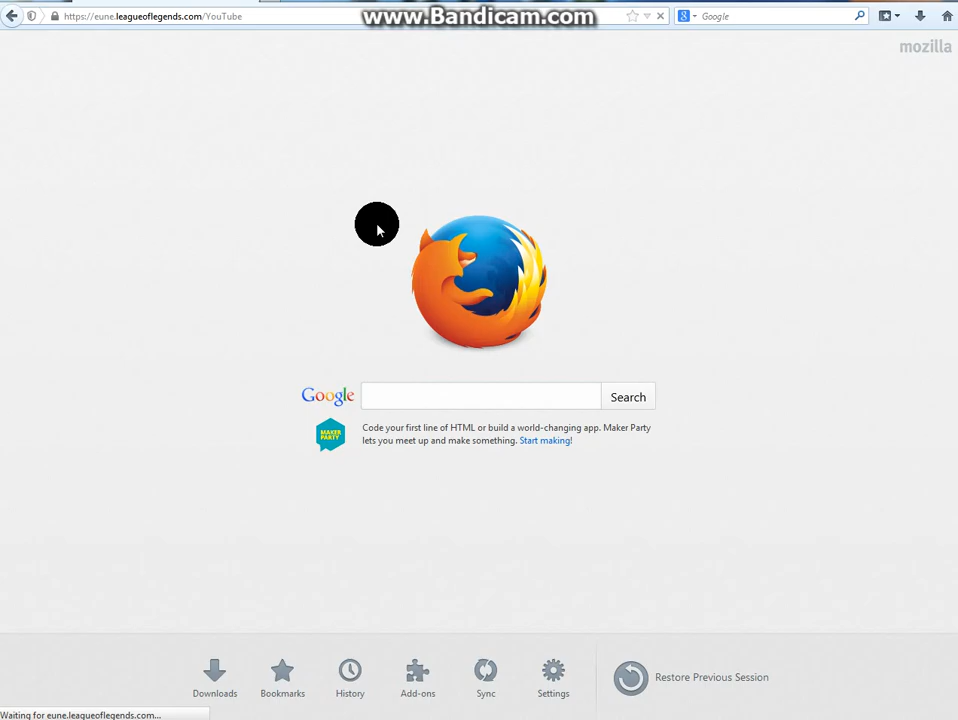 https://eune.leagueoflegends.com/YouTube
www.Bandicam.com
Google
mozilla
Google
Search
MAKER PARTY
Code your first line of HTML or build a world-changing app. Maker Party
lets you meet up and make something. Start making!
Downloads
Bookmarks
History
Add-ons
Sync
Settings
Restore Previous Session
Waiting for eune.leagueoflegends.com...